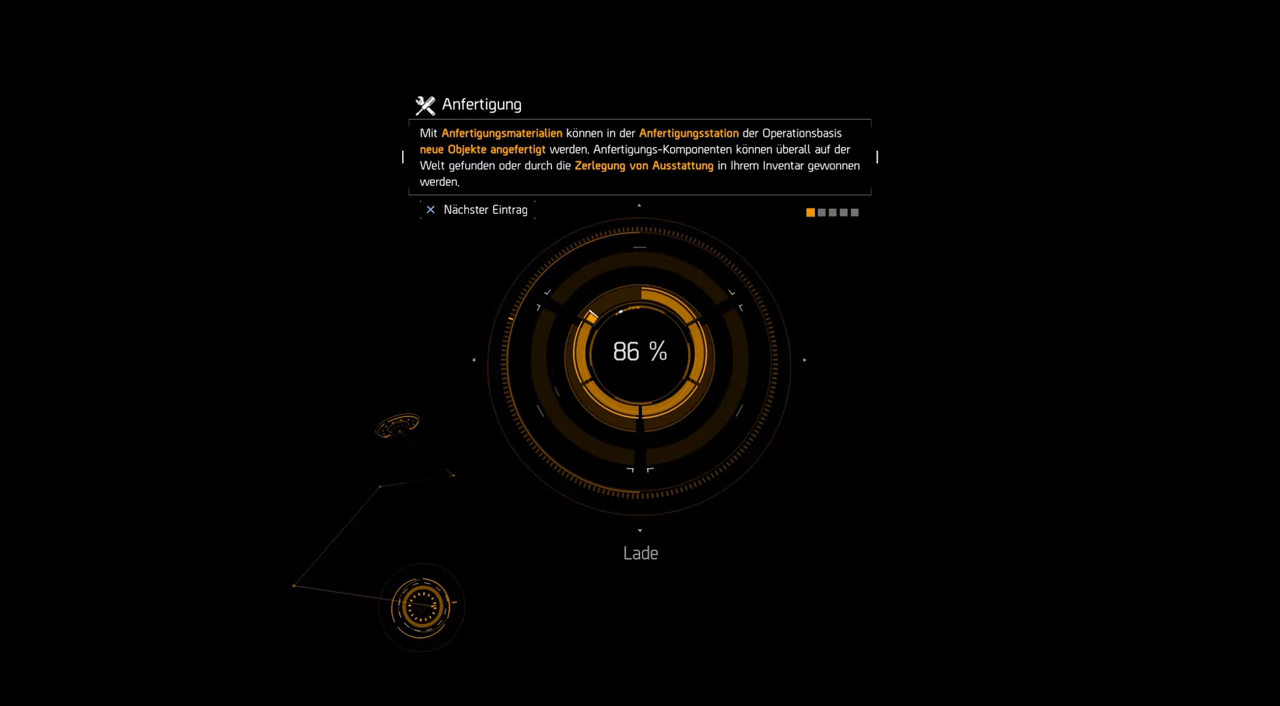 Anfertigung
Mit Anfertigungsmaterialien können in der Anfertigungsstation der Operationsbasis
neue Objekte angefertigt werden. Anfertigungs-Komponenten können überall auf der
Welt gefunden oder durch die Zerlegung von Ausstattung in Ihrem Inventar gewonnen
werden.
Nächster Eintrag
86 %
Lade